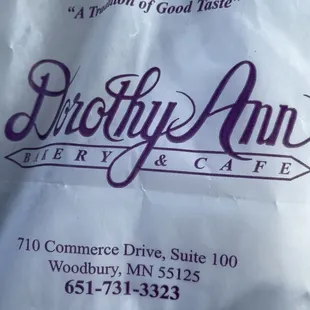 "A Tradition of Good Taste"
Dorothy Ann
BAKERY & CAFE
710 Commerce Drive, Suite 100
Woodbury, MN 55125
651-731-3323